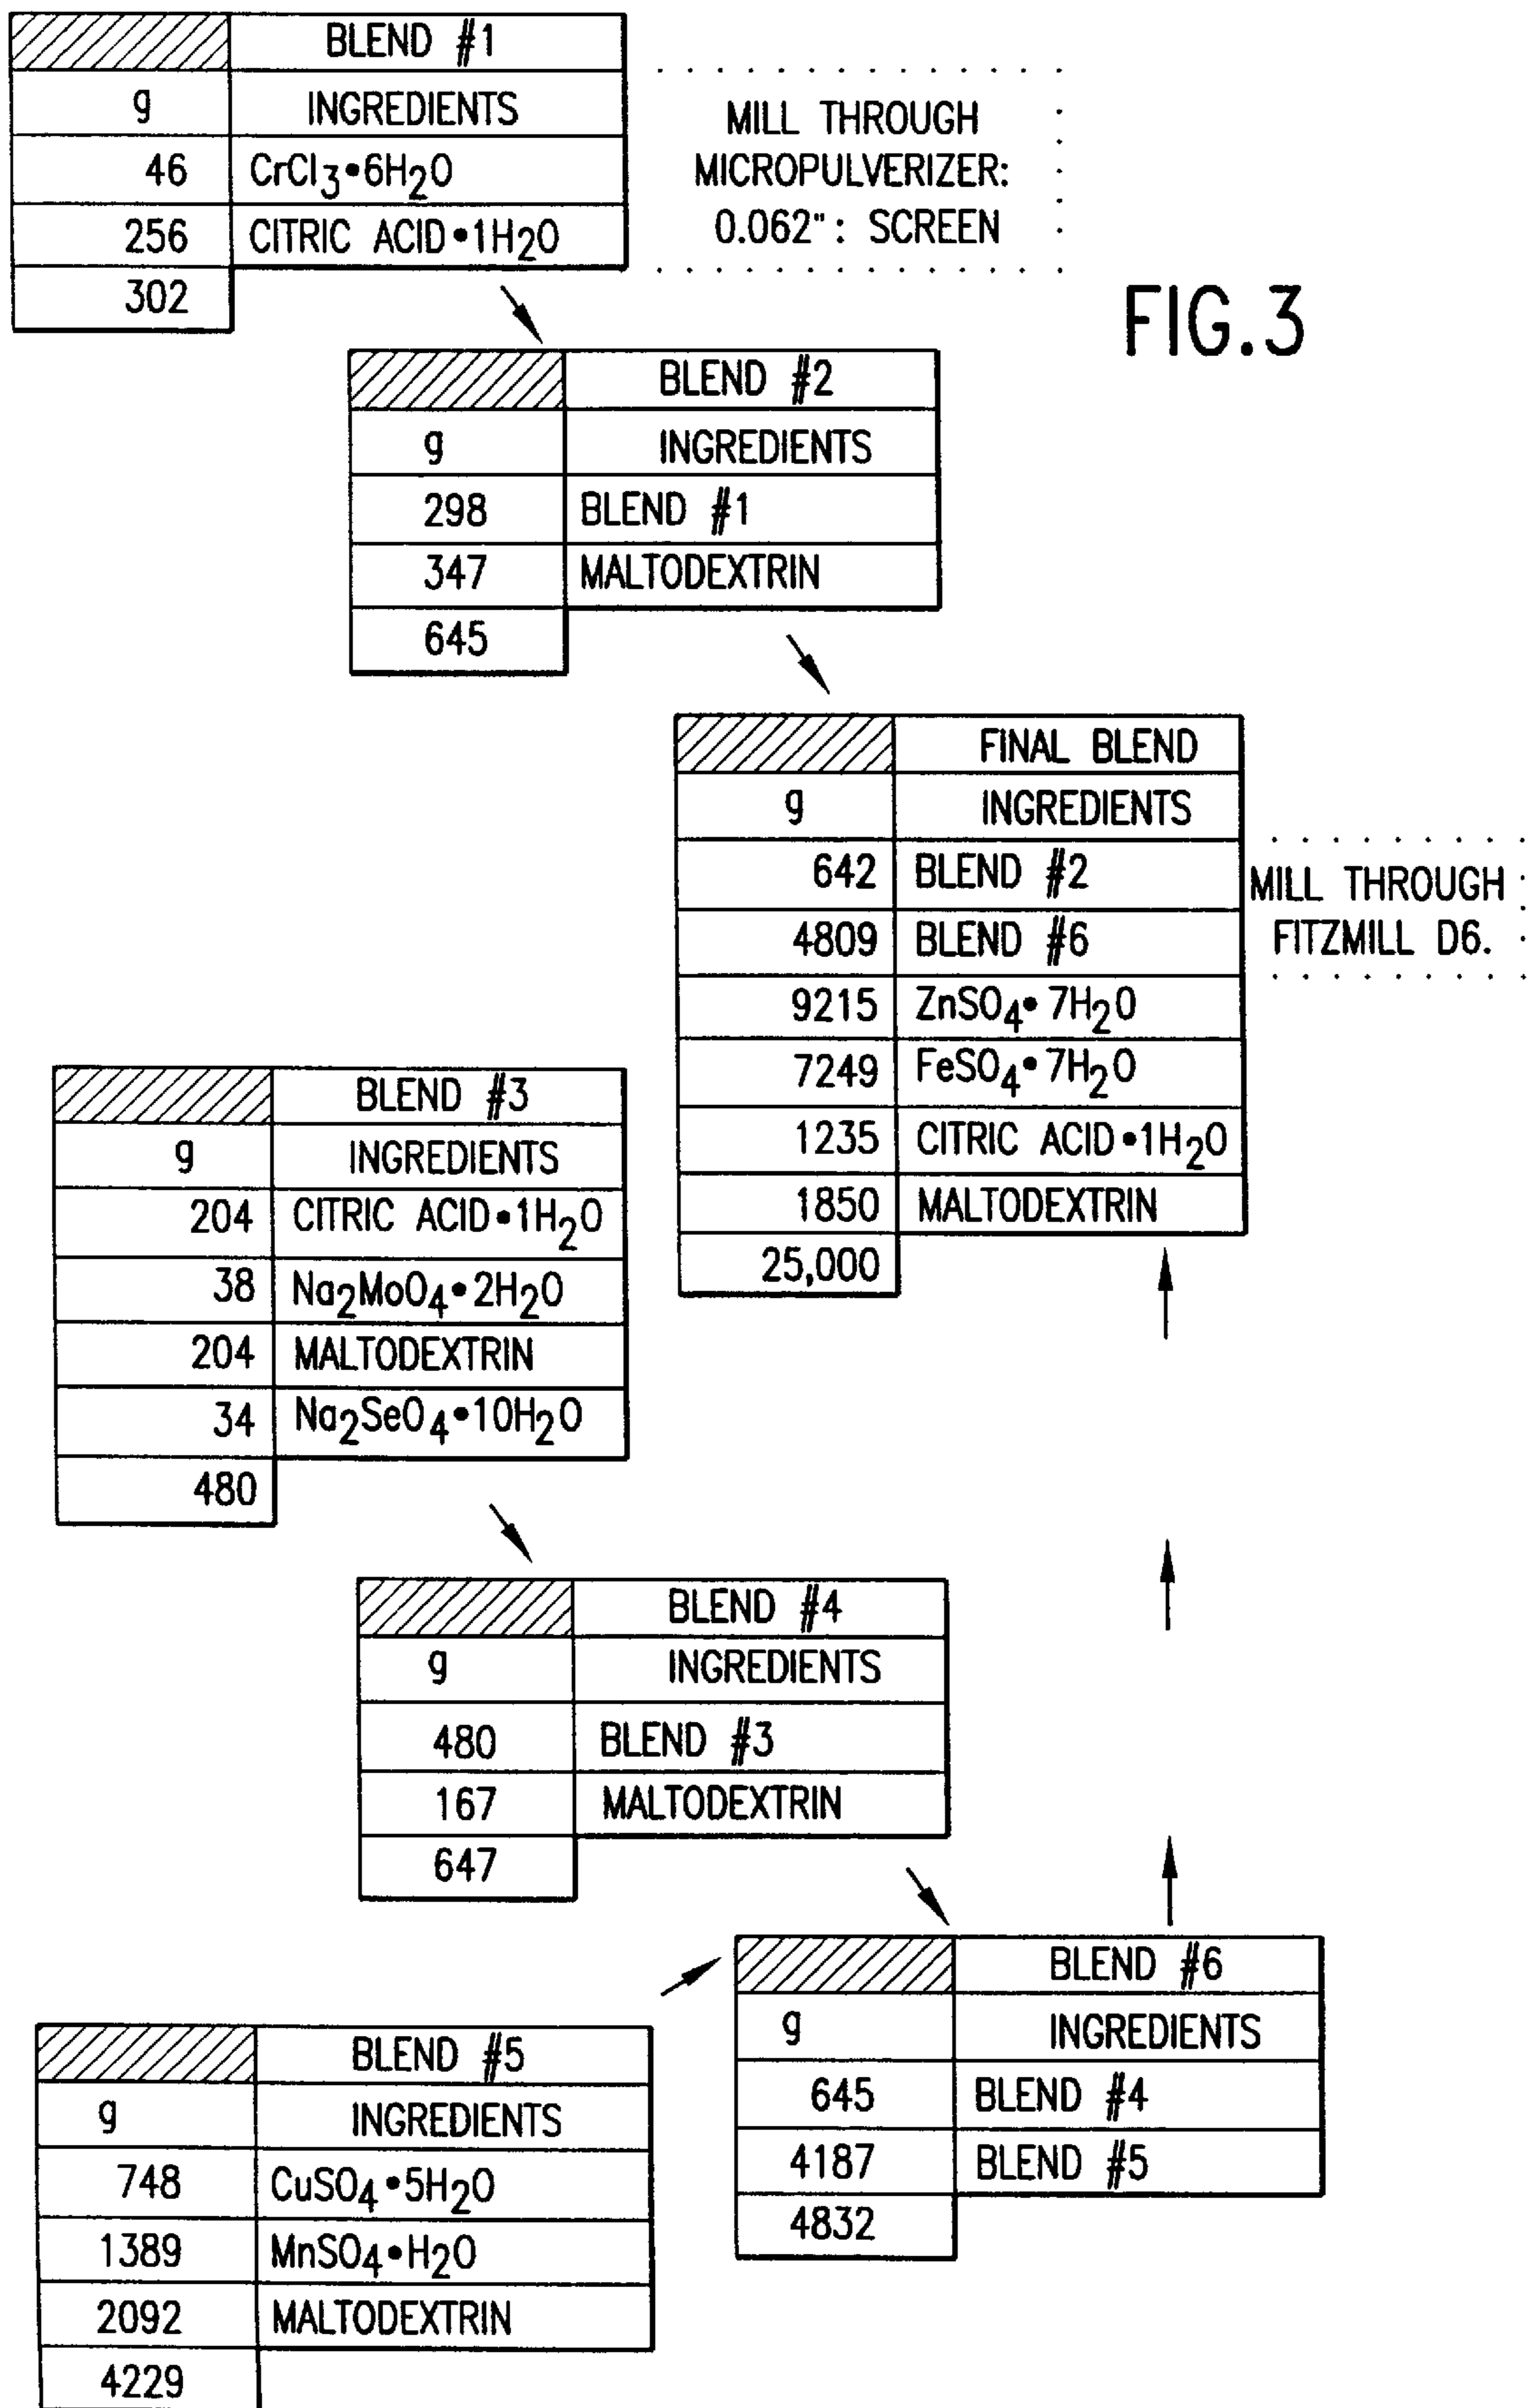 BLEND #1
g INGREDIENTS
46 CrCl3•6H2O
256 CITRIC ACID•1H2O
302
MILL THROUGH
MICROPULVERIZER:
0.062": SCREEN
FIG.3
BLEND #2
g INGREDIENTS
298 BLEND #1
347 MALTODEXTRIN
645
FINAL BLEND
g INGREDIENTS
642 BLEND #2
4809 BLEND #6
9215 ZnSO4•7H2O
7249 FeSO4•7H2O
1235 CITRIC ACID•1H2O
1850 MALTODEXTRIN
25,000
MILL THROUGH
FITZMILL D6.
BLEND #3
g INGREDIENTS
204 CITRIC ACID•1H2O
38 Na2MoO4•2H2O
204 MALTODEXTRIN
34 Na2SeO4•10H2O
480
BLEND #4
g INGREDIENTS
480 BLEND #3
167 MALTODEXTRIN
647
BLEND #6
g INGREDIENTS
645 BLEND #4
4187 BLEND #5
4832
BLEND #5
g INGREDIENTS
748 CuSO4•5H2O
1389 MnSO4•H2O
2092 MALTODEXTRIN
4229